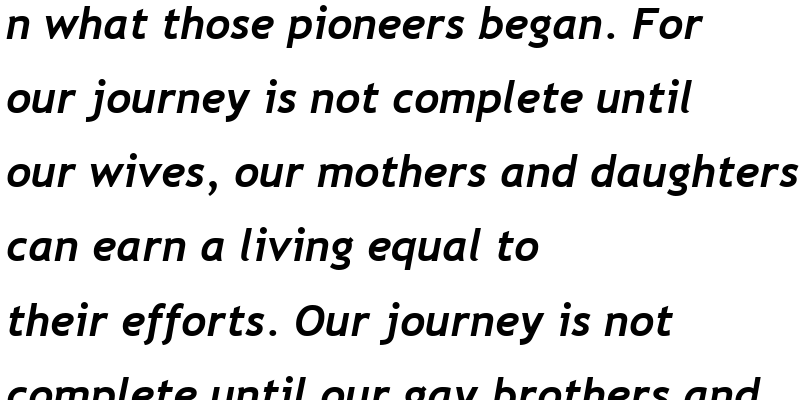 n what those pioneers began. For
our journey is not complete until
our wives, our mothers and daughters
can earn a living equal to
their efforts. Our journey is not
complete until our gay brothers and